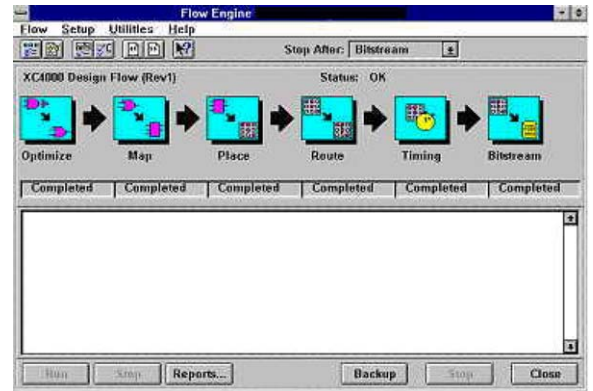 Flow Engine
Flow Setup Utilities Help
Stop After: Bitstream
XC4000 Design Flow (Rev1) Status: OK
Optimize Map Place Route Timing Bitstream
Completed Completed Completed Completed Completed Completed
Run Reports... Backup Stop Close